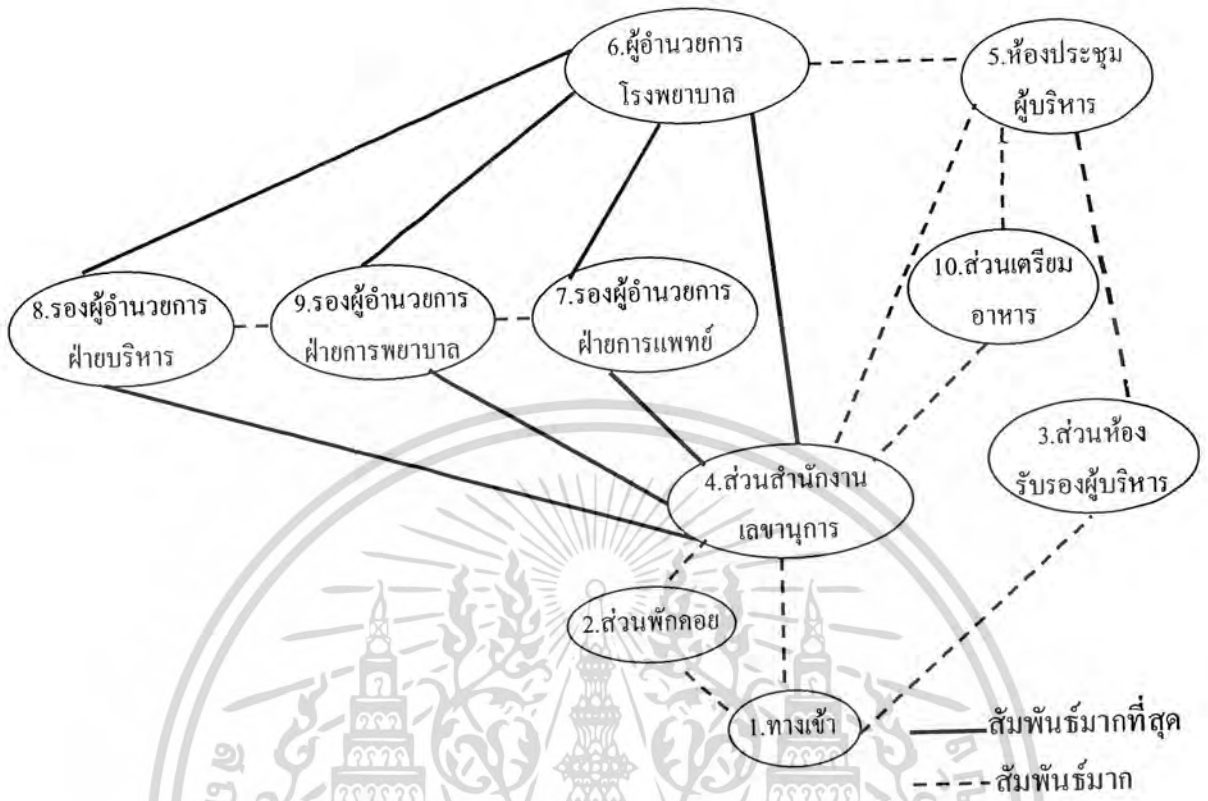 6.ผู้อำนวยการ
โรงพยาบาล
5.ห้องประชุม
ผู้บริหาร
8.รองผู้อำนวยการ
ฝ่ายบริหาร
9.รองผู้อำนวยการ
ฝ่ายการพยาบาล
7.รองผู้อำนวยการ
ฝ่ายการแพทย์
10.ส่วนเตรียม
อาหาร
3.ส่วนห้อง
รับรองผู้บริหาร
4.ส่วนสำนักงาน
เลขานุการ
2.ส่วนพักคอย
1.ทางเข้า
สัมพันธ์มากที่สุด
สัมพันธ์มาก